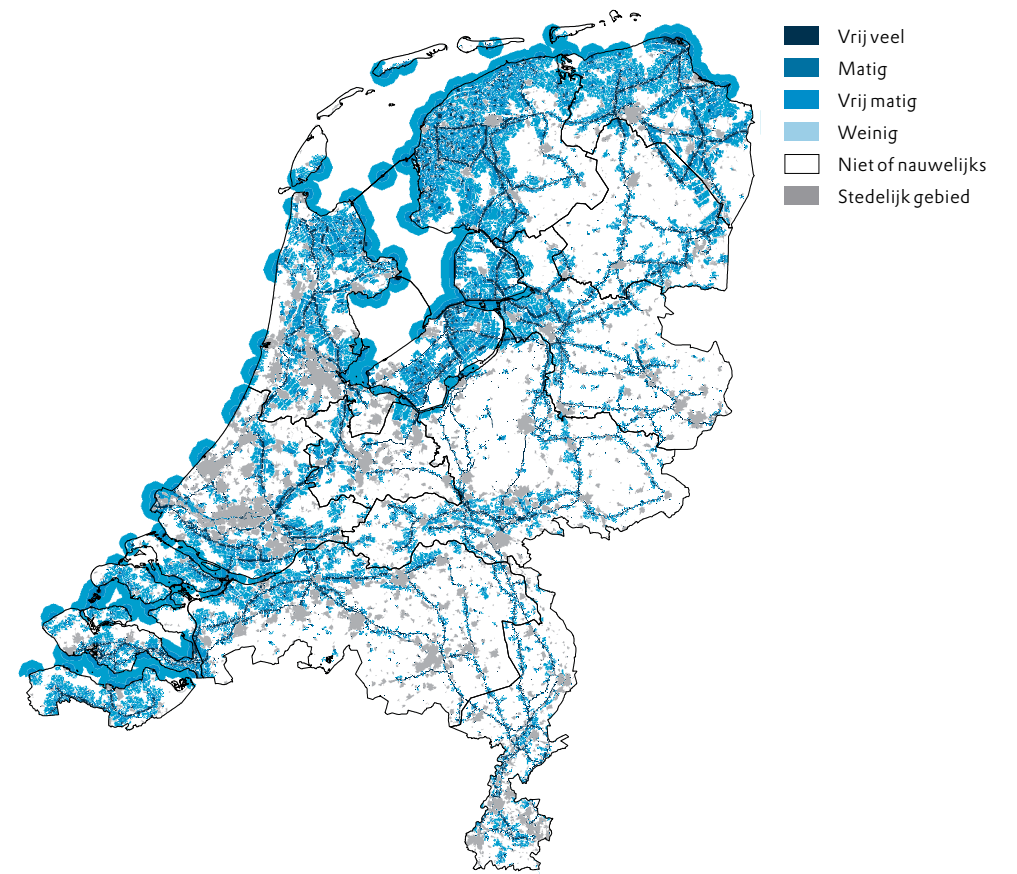 Vrij veel
Matig
Vrij matig
Weinig
Niet of nauwelijks
Stedelijk gebied